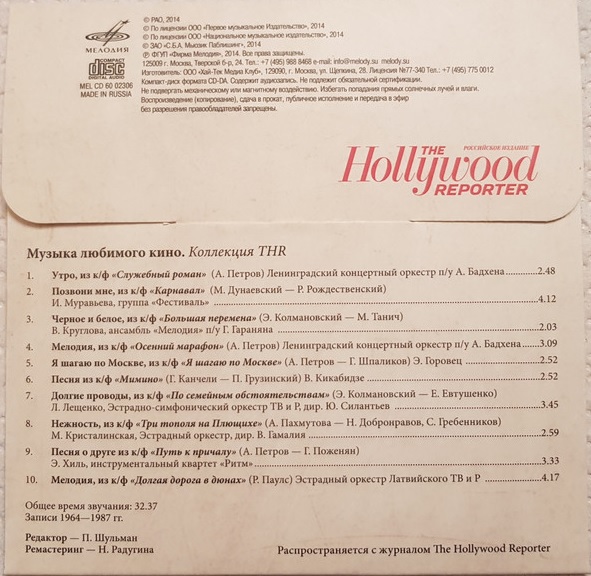 МЕЛОДИЯ
COMPACT
disc
DIGITAL AUDIO
MEL CD 60 02306
MADE IN RUSSIA
© РАО, 2014
© По лицензии ООО «Первое музыкальное Издательство», 2014
© По лицензии ООО «Национальное музыкальное издательство», 2014
© ЗАО «С.Б.А. Мьюзик Паблишинг», 2014
℗ ФГУП «Фирма Мелодия», 2014. Все права защищены.
125009 г. Москва, Тверской б-р, 24. Тел.: +7 (495) 988 8468 e-mail: info@melody.su melody.su
Изготовитель: ООО «Хай-Тек Медиа Клуб», 129090, г. Москва, ул. Щепкина, 28. Лицензия №77-340 Тел.: +7 (495) 775 0012
Компакт-диск формата CD-DA. Содержит аудиозапись. Не подлежит обязательной сертификации.
Не подвергать механическому или магнитному воздействию. Избегать попадания прямых солнечных лучей и влаги.
Воспроизведение (копирование), сдача в прокат, публичное исполнение и передача в эфир
без разрешения правообладателей запрещены.
THE РОССИЙСКОЕ ИЗДАНИЕ
Hollywood
REPORTER
Музыка любимого кино. Коллекция THR
1. Утро, из к/ф «Служебный роман» (А. Петров) Ленинградский концертный оркестр п/у А. Бадхена 2.48
2. Позвони мне, из к/ф «Карнавал» (М. Дунаевский — Р. Рождественский)
И. Муравьева, группа «Фестиваль» 4.12
3. Черное и белое, из к/ф «Большая перемена» (Э. Колмановский — М. Танич)
В. Круглова, ансамбль «Мелодия» п/у Г. Гараняна 2.03
4. Мелодия, из к/ф «Осенний марафон» (А. Петров) Ленинградский концертный оркестр п/у А. Бадхена 3.09
5. Я шагаю по Москве, из к/ф «Я шагаю по Москве» (А. Петров — Г. Шпаликов) Э. Горовец 2.52
6. Песня из к/ф «Мимино» (Г. Канчели — П. Грузинский) В. Кикабидзе 2.52
7. Долгие проводы, из к/ф «По семейным обстоятельствам» (Э. Колмановский — Е. Евтушенко)
Л. Лещенко, Эстрадно-симфонический оркестр ТВ и Р, дир. Ю. Силантьев 3.45
8. Нежность, из к/ф «Три тополя на Плющихе» (А. Пахмутова — Н. Добронравов, С. Гребенников)
М. Кристалинская, Эстрадный оркестр, дир. В. Гамалия 2.59
9. Песня о друге из к/ф «Путь к причалу» (А. Петров — Г. Поженян)
Э. Хиль, инструментальный квартет «Ритм» 3.33
10. Мелодия, из к/ф «Долгая дорога в дюнах» (Р. Паулс) Эстрадный оркестр Латвийского ТВ и Р 4.17
Общее время звучания: 32.37
Записи 1964—1987 гг.
Редактор — П. Шульман
Ремастеринг — Н. Радугина
Распространяется с журналом The Hollywood Reporter